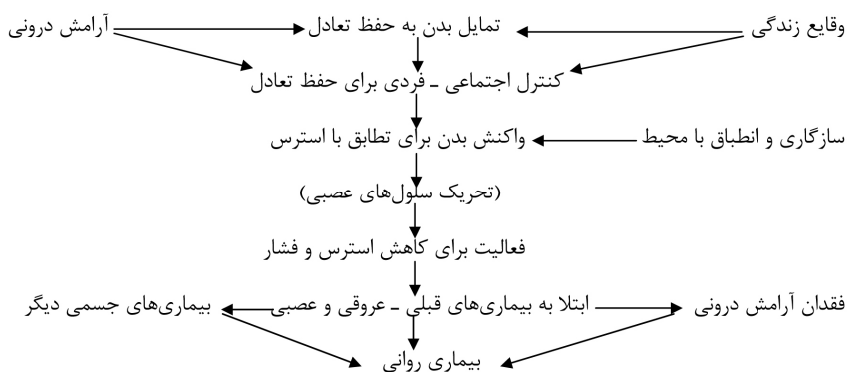 وقایع زندگی تمایل بدن به حفظ تعادل آرامش درونی
کنترل اجتماعی ـ فردی برای حفظ تعادل
سازگاری و انطباق با محیط واکنش بدن برای تطابق با استرس
(تحریک سلول‌های عصبی)
فعالیت برای کاهش استرس و فشار
فقدان آرامش درونی ابتلا به بیماری‌های قبلی ـ عروقی و عصبی بیماری‌های جسمی دیگر
بیماری روانی